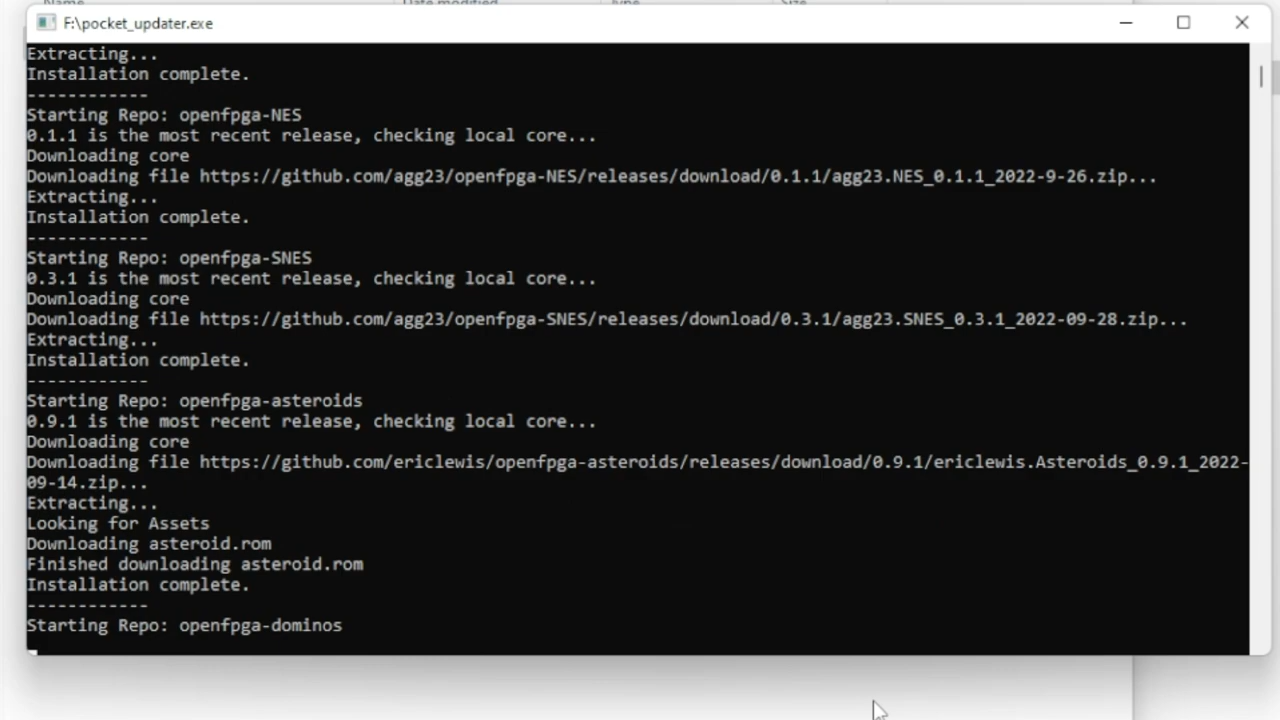 Name Date modified Type Size
F:\pocket_updater.exe
Extracting...
Installation complete.
------------
Starting Repo: openfpga-NES
0.1.1 is the most recent release, checking local core...
Downloading core
Downloading file https://github.com/agg23/openfpga-NES/releases/download/0.1.1/agg23.NES_0.1.1_2022-9-26.zip...
Extracting...
Installation complete.
------------
Starting Repo: openfpga-SNES
0.3.1 is the most recent release, checking local core...
Downloading core
Downloading file https://github.com/agg23/openfpga-SNES/releases/download/0.3.1/agg23.SNES_0.3.1_2022-09-28.zip...
Extracting...
Installation complete.
------------
Starting Repo: openfpga-asteroids
0.9.1 is the most recent release, checking local core...
Downloading core
Downloading file https://github.com/ericlewis/openfpga-asteroids/releases/download/0.9.1/ericlewis.Asteroids_0.9.1_2022-
09-14.zip...
Extracting...
Looking for Assets
Downloading asteroid.rom
Finished downloading asteroid.rom
Installation complete.
------------
Starting Repo: openfpga-dominos